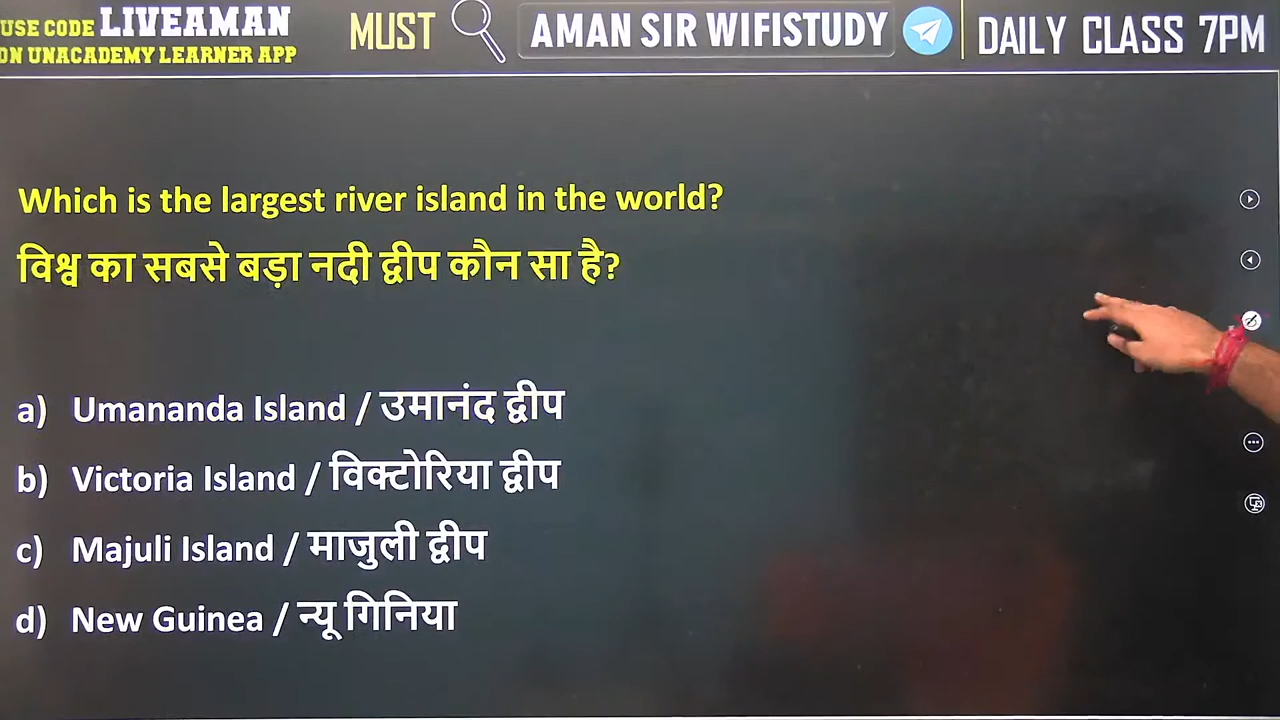 USE CODE LIVEAMAN
ON UNACADEMY LEARNER APP
MUST
AMAN SIR WIFISTUDY
DAILY CLASS 7PM
Which is the largest river island in the world?
विश्व का सबसे बड़ा नदी द्वीप कौन सा है?
a) Umananda Island / उमानंद द्वीप
b) Victoria Island / विक्टोरिया द्वीप
c) Majuli Island / माजुली द्वीप
d) New Guinea / न्यू गिनिया